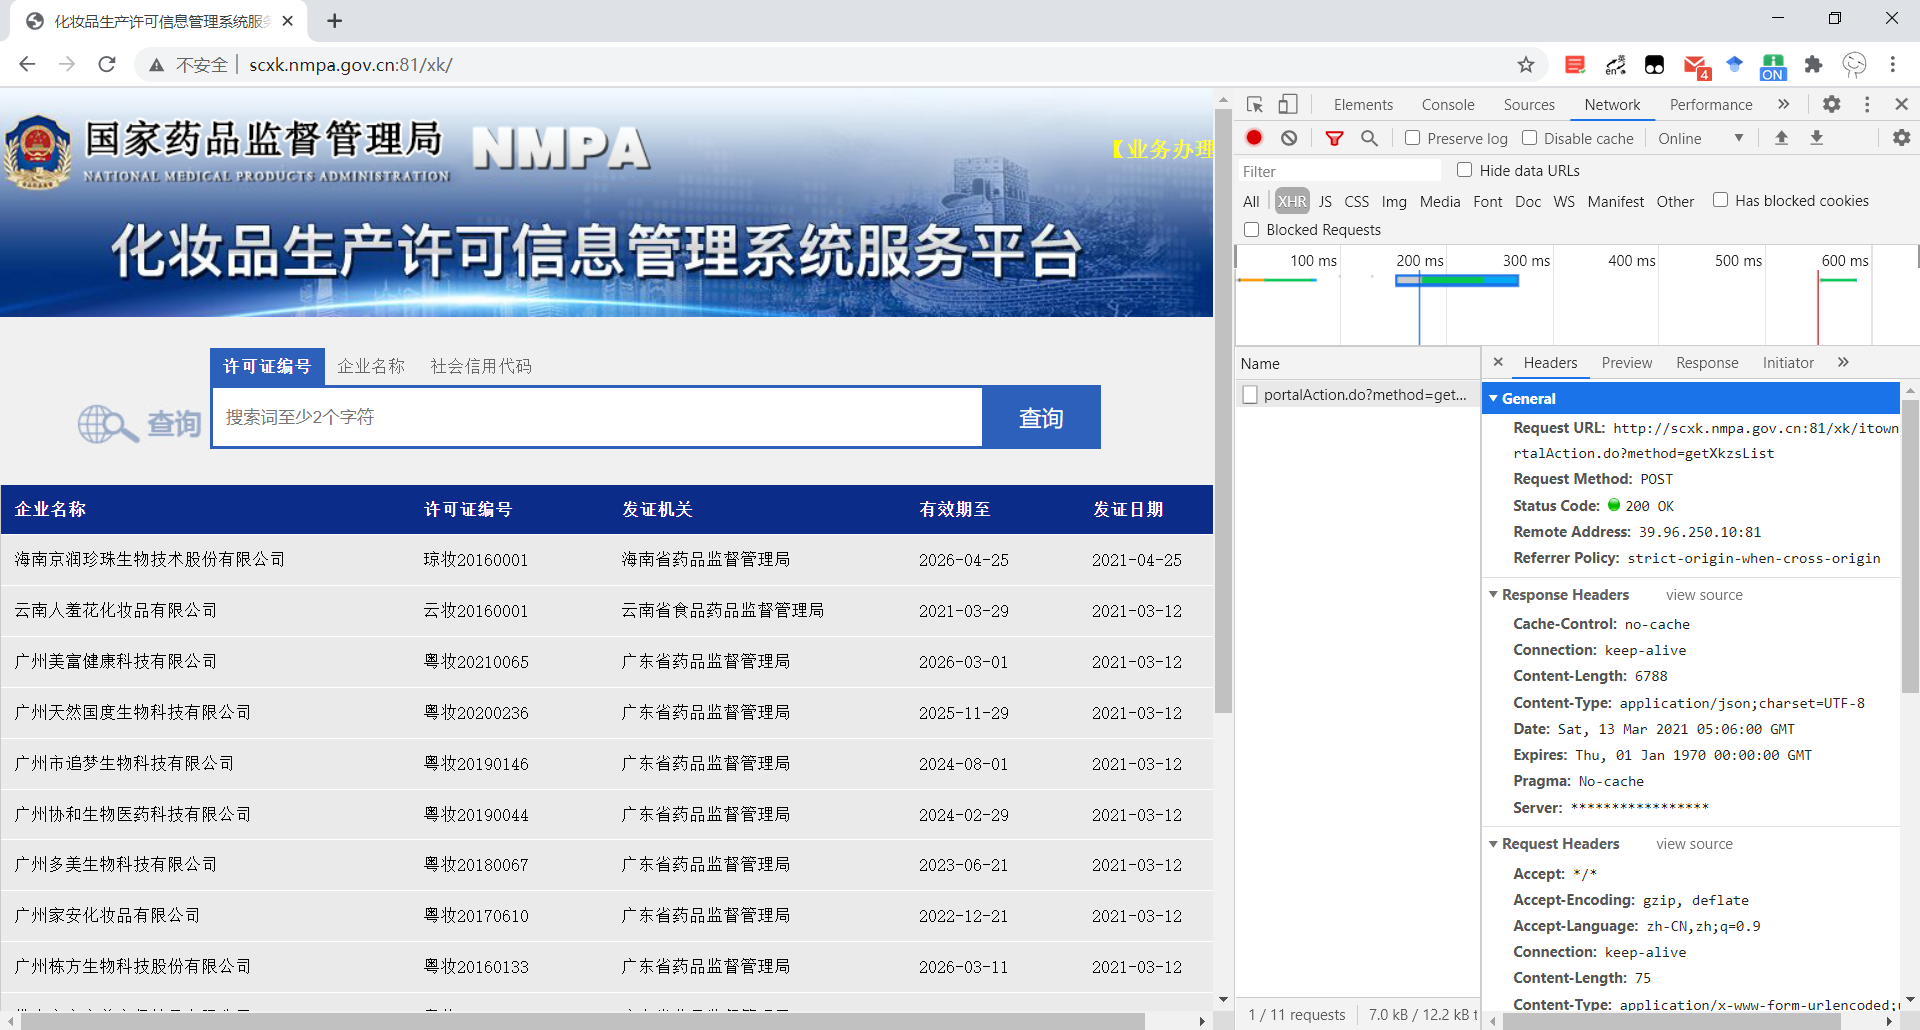 化妆品生产许可信息管理系统服务
不安全 scxk.nmpa.gov.cn:81/xk/
4
ON
国家药品监督管理局 NMPA
NATIONAL MEDICAL PRODUCTS ADMINISTRATION
【业务办理
化妆品生产许可信息管理系统服务平台
许可证编号 企业名称 社会信用代码
查询 搜索词至少2个字符 查询
企业名称 许可证编号 发证机关 有效期至 发证日期
海南京润珍珠生物技术股份有限公司 琼妆20160001 海南省药品监督管理局 2026-04-25 2021-04-25
云南人羞花化妆品有限公司 云妆20160001 云南省食品药品监督管理局 2021-03-29 2021-03-12
广州美富健康科技有限公司 粤妆20210065 广东省药品监督管理局 2026-03-01 2021-03-12
广州天然国度生物科技有限公司 粤妆20200236 广东省药品监督管理局 2025-11-29 2021-03-12
广州市追梦生物科技有限公司 粤妆20190146 广东省药品监督管理局 2024-08-01 2021-03-12
广州协和生物医药科技有限公司 粤妆20190044 广东省药品监督管理局 2024-02-29 2021-03-12
广州多美生物科技有限公司 粤妆20180067 广东省药品监督管理局 2023-06-21 2021-03-12
广州家安化妆品有限公司 粤妆20170610 广东省药品监督管理局 2022-12-21 2021-03-12
广州栋方生物科技股份有限公司 粤妆20160133 广东省药品监督管理局 2026-03-11 2021-03-12
Elements Console Sources Network Performance
Preserve log Disable cache Online
Filter Hide data URLs
All XHR JS CSS Img Media Font Doc WS Manifest Other Has blocked cookies
Blocked Requests
100 ms 200 ms 300 ms 400 ms 500 ms 600 ms
Name
portalAction.do?method=get...
1 / 11 requests 7.0 kB / 12.2 kB t
Headers Preview Response Initiator
General
Request URL: http://scxk.nmpa.gov.cn:81/xk/itown
rtalAction.do?method=getXkzsList
Request Method: POST
Status Code: 200 OK
Remote Address: 39.96.250.10:81
Referrer Policy: strict-origin-when-cross-origin
Response Headers view source
Cache-Control: no-cache
Connection: keep-alive
Content-Length: 6788
Content-Type: application/json;charset=UTF-8
Date: Sat, 13 Mar 2021 05:06:00 GMT
Expires: Thu, 01 Jan 1970 00:00:00 GMT
Pragma: No-cache
Server: *****************
Request Headers view source
Accept: */*
Accept-Encoding: gzip, deflate
Accept-Language: zh-CN,zh;q=0.9
Connection: keep-alive
Content-Length: 75
Content-Type: application/x-www-form-urlencoded;